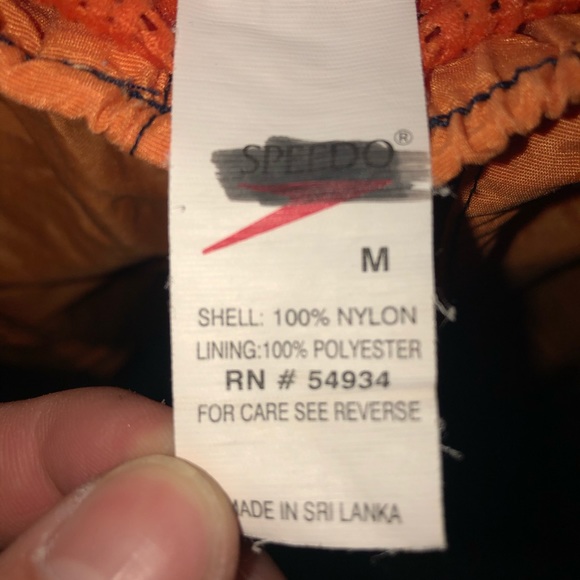 SPEEDO®
M
SHELL: 100% NYLON
LINING:100% POLYESTER
RN # 54934
FOR CARE SEE REVERSE
MADE IN SRI LANKA